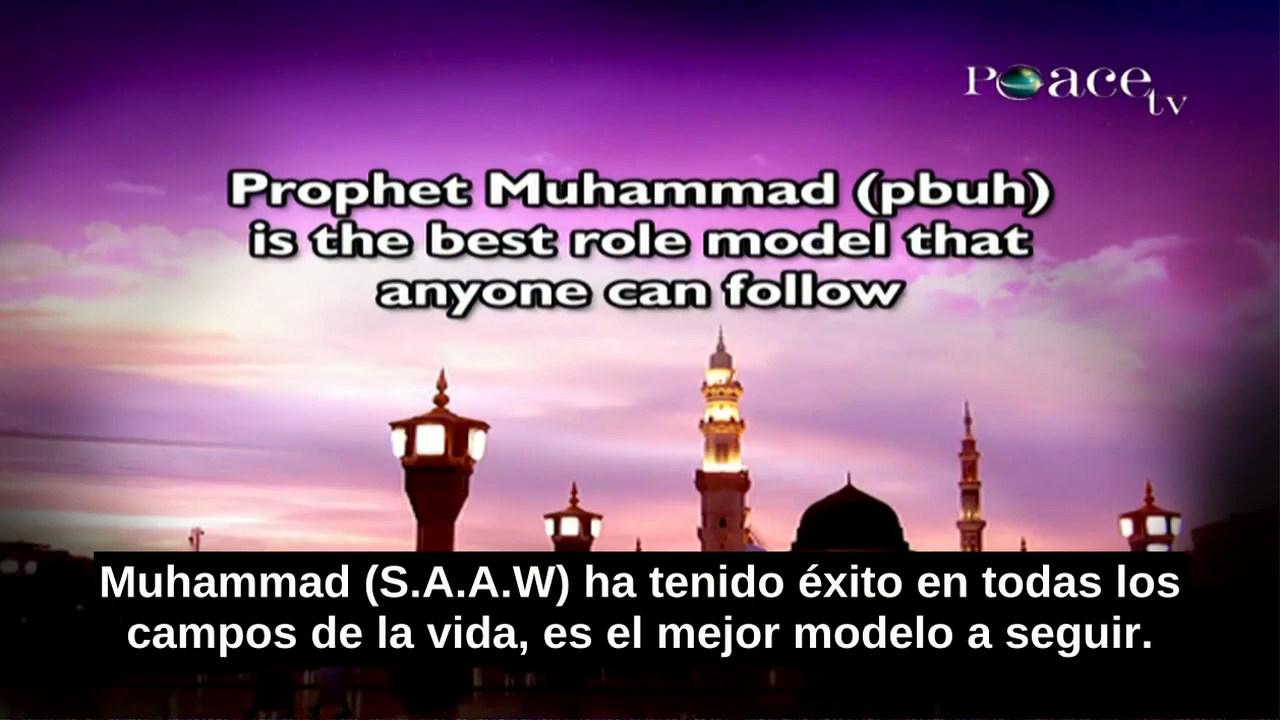 Peace tv
Prophet Muhammad (pbuh)
is the best role model that
anyone can follow
Muhammad (S.A.A.W) ha tenido éxito en todas los
campos de la vida, es el mejor modelo a seguir.